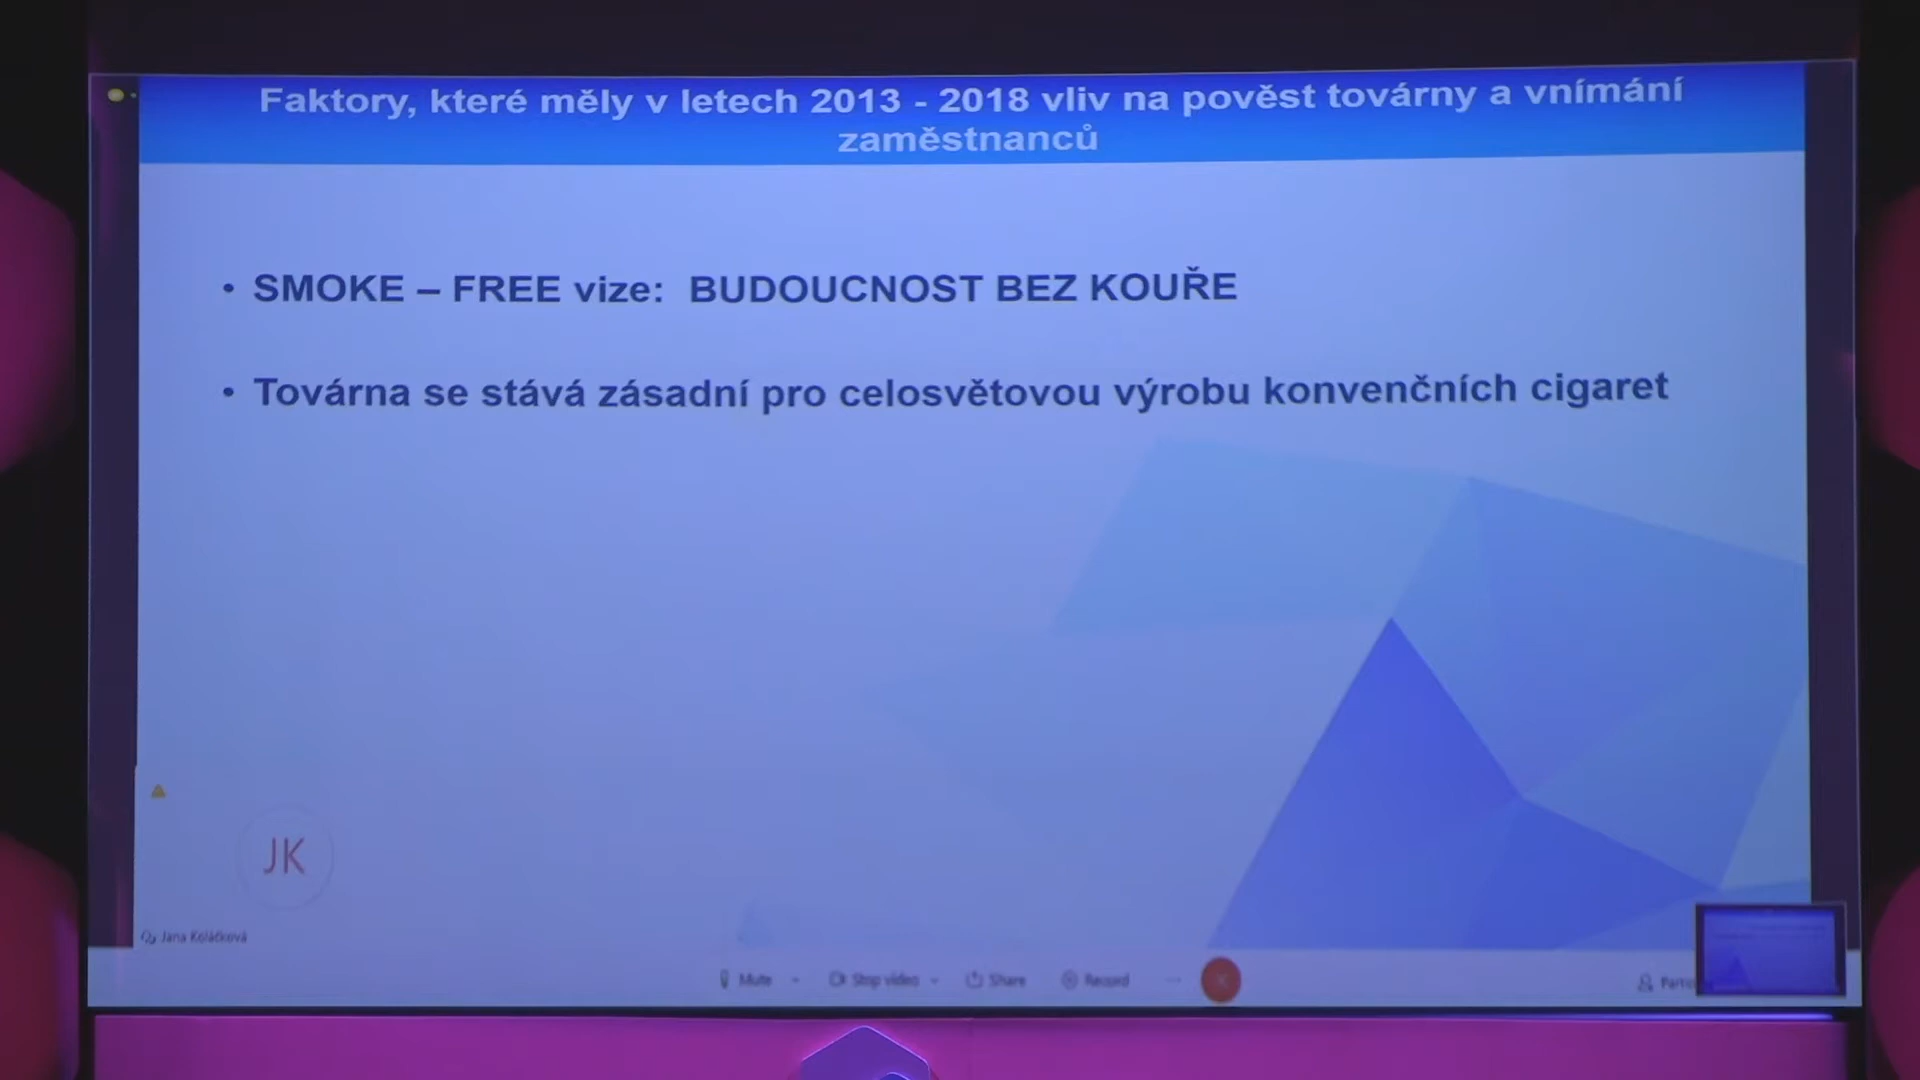 Faktory, které měly v letech 2013 - 2018 vliv na pověst továrny a vnímání
zaměstnanců
• SMOKE – FREE vize: BUDOUCNOST BEZ KOUŘE
• Továrna se stává zásadní pro celosvětovou výrobu konvenčních cigaret
JK
Jana Koláčková
Mute
Stop video
Share
Record